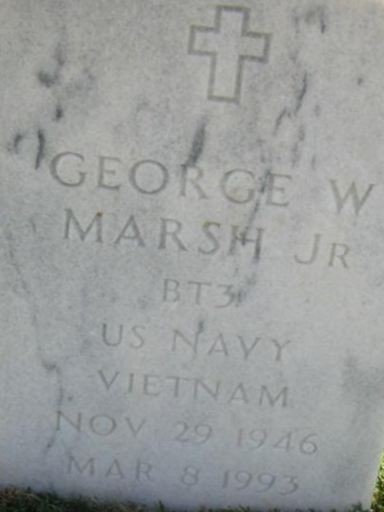 GEORGE W
MARSH JR
BT3
US NAVY
VIETNAM
NOV 29 1946
MAR 8 1993